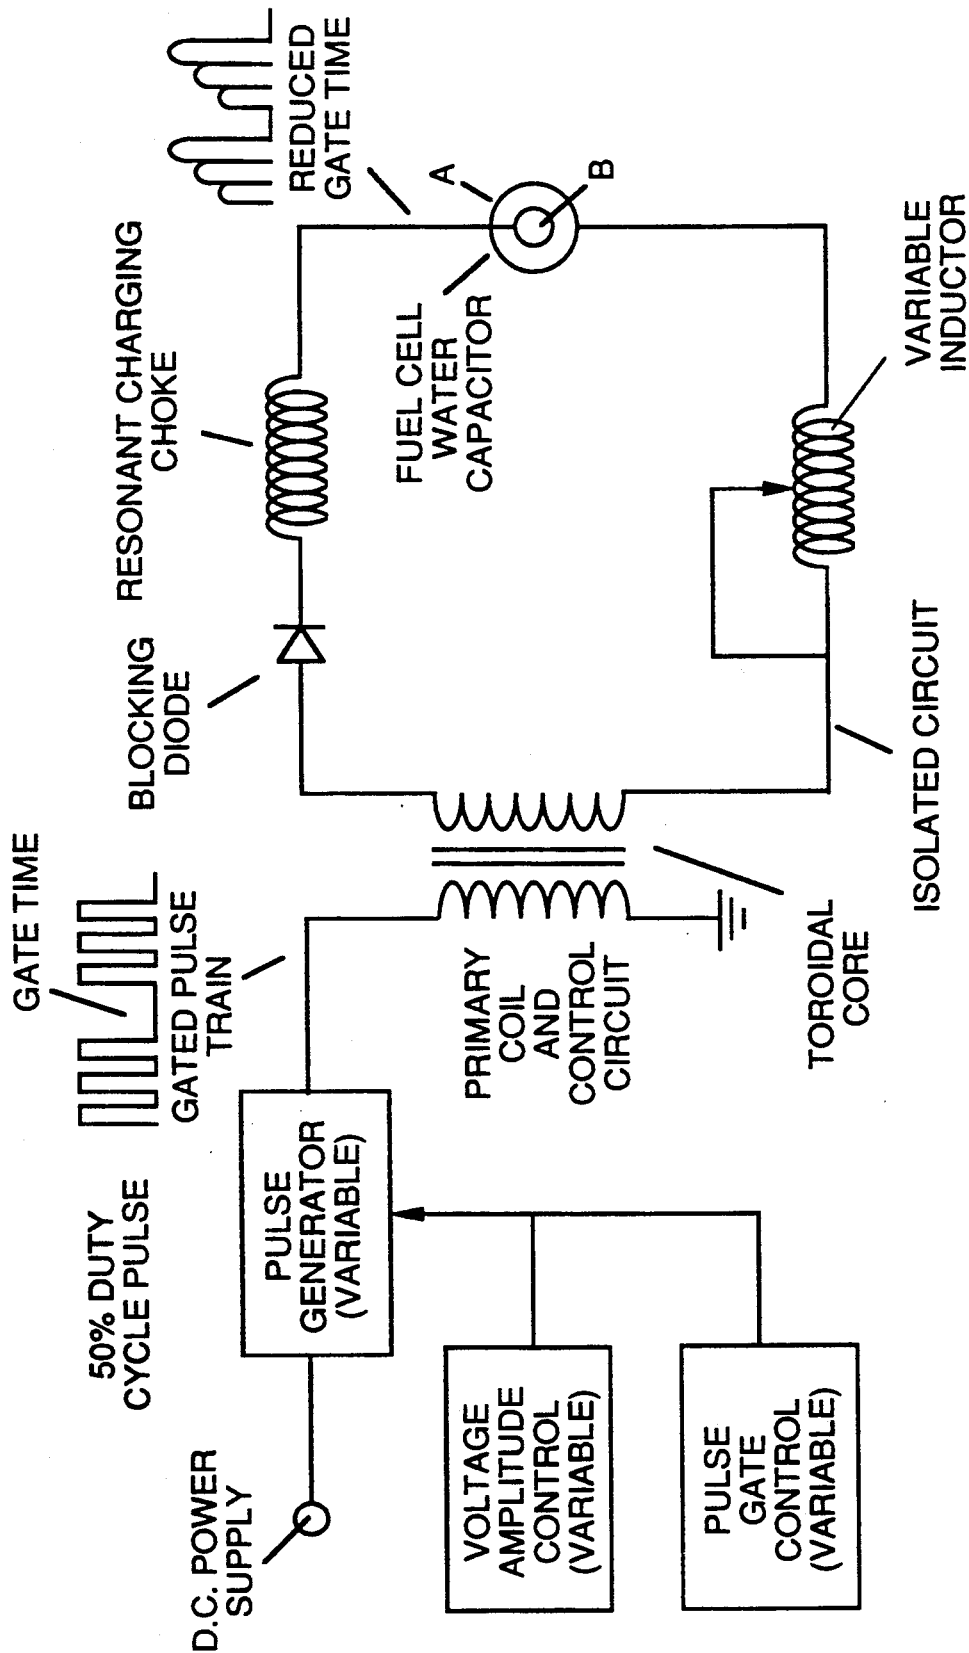 50% DUTY
CYCLE PULSE
GATE TIME
GATED PULSE
TRAIN
D.C. POWER
SUPPLY
PULSE
GENERATOR
(VARIABLE)
VOLTAGE
AMPLITUDE
CONTROL
(VARIABLE)
PULSE
GATE
CONTROL
(VARIABLE)
PRIMARY
COIL
AND
CONTROL
CIRCUIT
TOROIDAL
CORE
BLOCKING
DIODE
RESONANT CHARGING
CHOKE
REDUCED
GATE TIME
FUEL CELL
WATER
CAPACITOR
A
B
ISOLATED CIRCUIT
VARIABLE
INDUCTOR